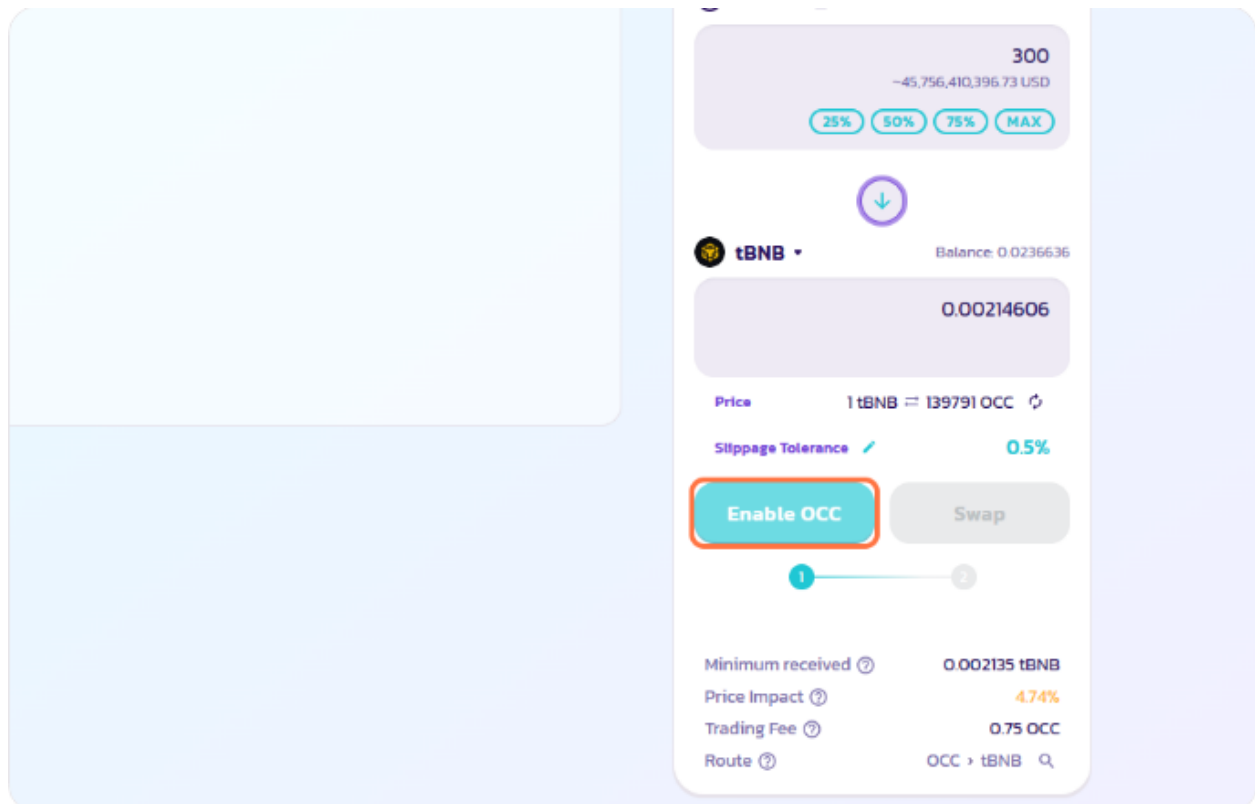 300
~45,756,410,396.73 USD
25% 50% 75% MAX
tBNB Balance: 0.0236636
0.00214606
Price 1 tBNB ⇌ 139791 OCC
Slippage Tolerance 0.5%
Enable OCC Swap
1 2
Minimum received 0.002135 tBNB
Price Impact 4.74%
Trading Fee 0.75 OCC
Route OCC > tBNB